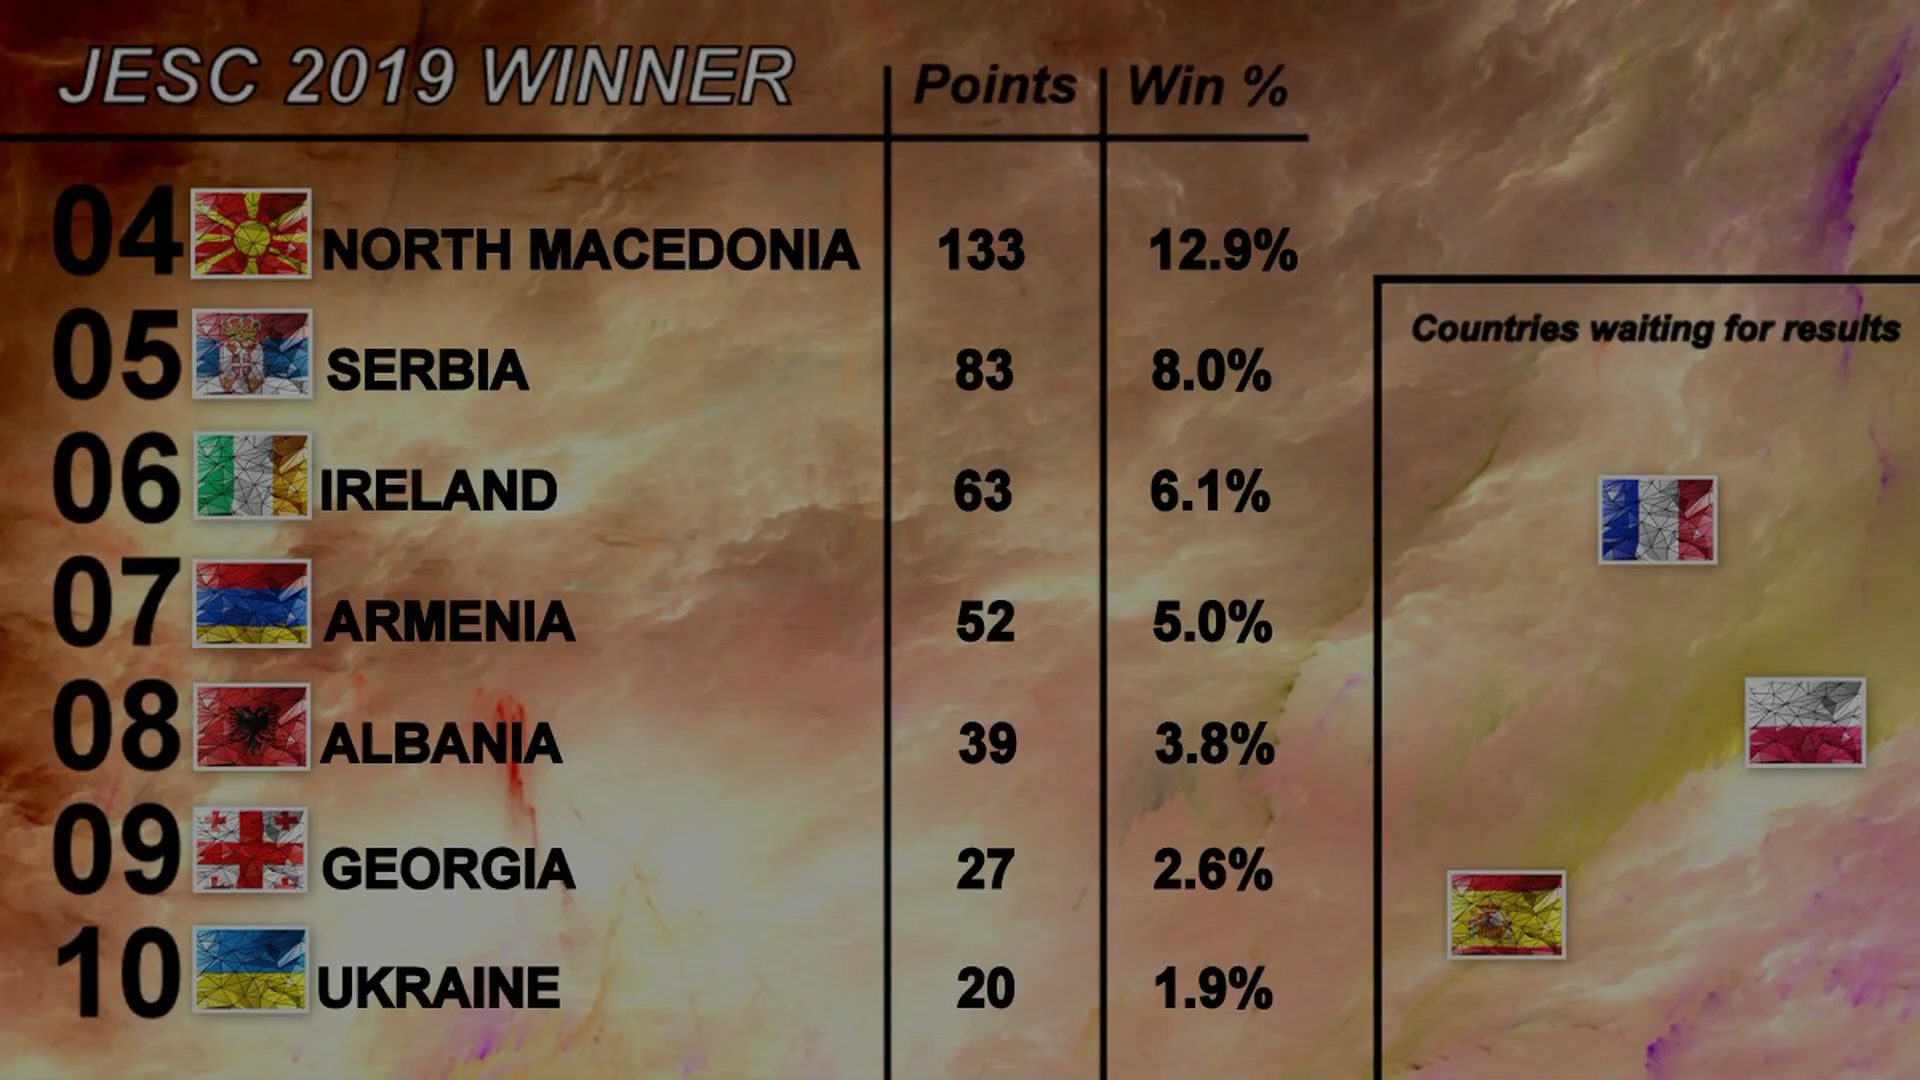 JESC 2019 WINNER Points Win %
04 NORTH MACEDONIA 133 12.9%
05 SERBIA 83 8.0%
06 IRELAND 63 6.1%
07 ARMENIA 52 5.0%
08 ALBANIA 39 3.8%
09 GEORGIA 27 2.6%
10 UKRAINE 20 1.9%
Countries waiting for results